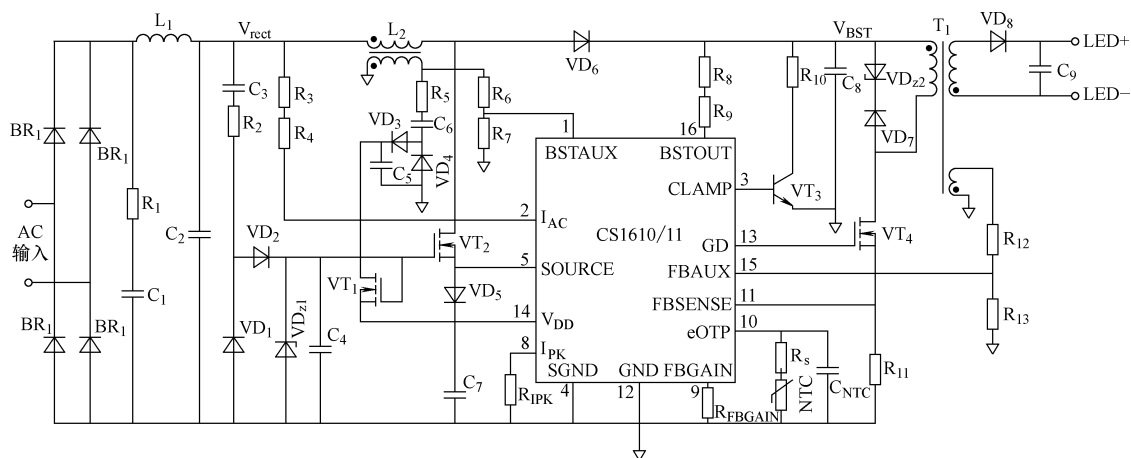 L1
Vrect
L2
VD6
VBST
T1
VD8
LED+
C9
LED−
C3
R2
R3
R4
R5
C6
R6
R7
VD3
C5
VD4
R8
R9
R10
C8
VDz2
VD7
BR1
BR1
1
BSTAUX
16
BSTOUT
R1
C2
AC
输入
VD2
2
IAC
CLAMP
3
VT3
CS1610/11
VT2
GD
13
VT4
5
SOURCE
FBAUX
15
R12
VT1
VD5
FBSENSE
11
C1
14
VDD
eOTP
10
R13
BR1
BR1
VD1
VDz1
C4
8
IPK
SGND
GND
FBGAIN
Rs
NTC
CNTC
R11
C7
RIPK
4
12
9
RFBGAIN